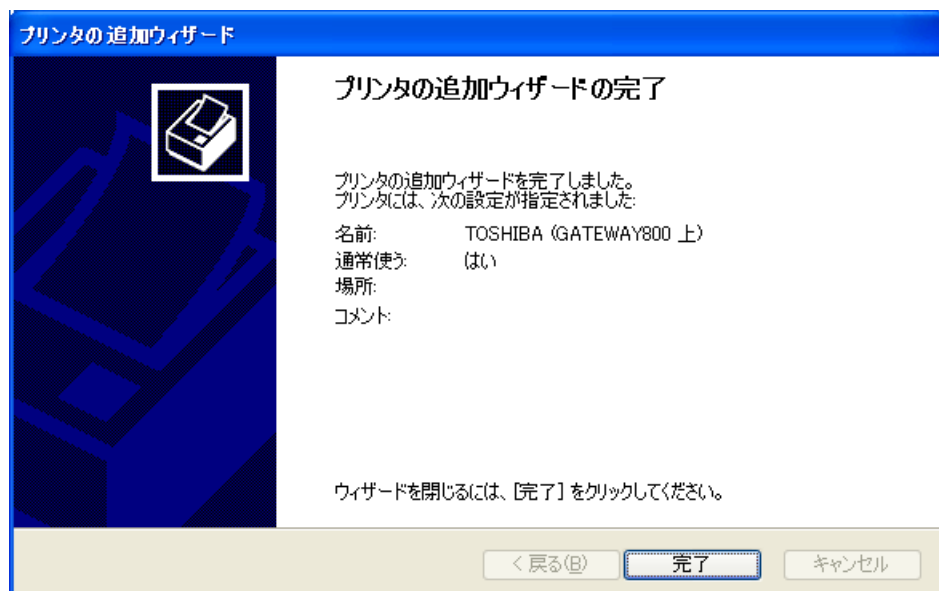 プリンタの追加ウィザード
プリンタの追加ウィザードの完了
プリンタの追加ウィザードを完了しました。
プリンタには、次の設定が指定されました:
名前: TOSHIBA (GATEWAY800 上)
通常使う: はい
場所:
コメント:
ウィザードを閉じるには、[完了] をクリックしてください。
< 戻る(B) 完了 キャンセル